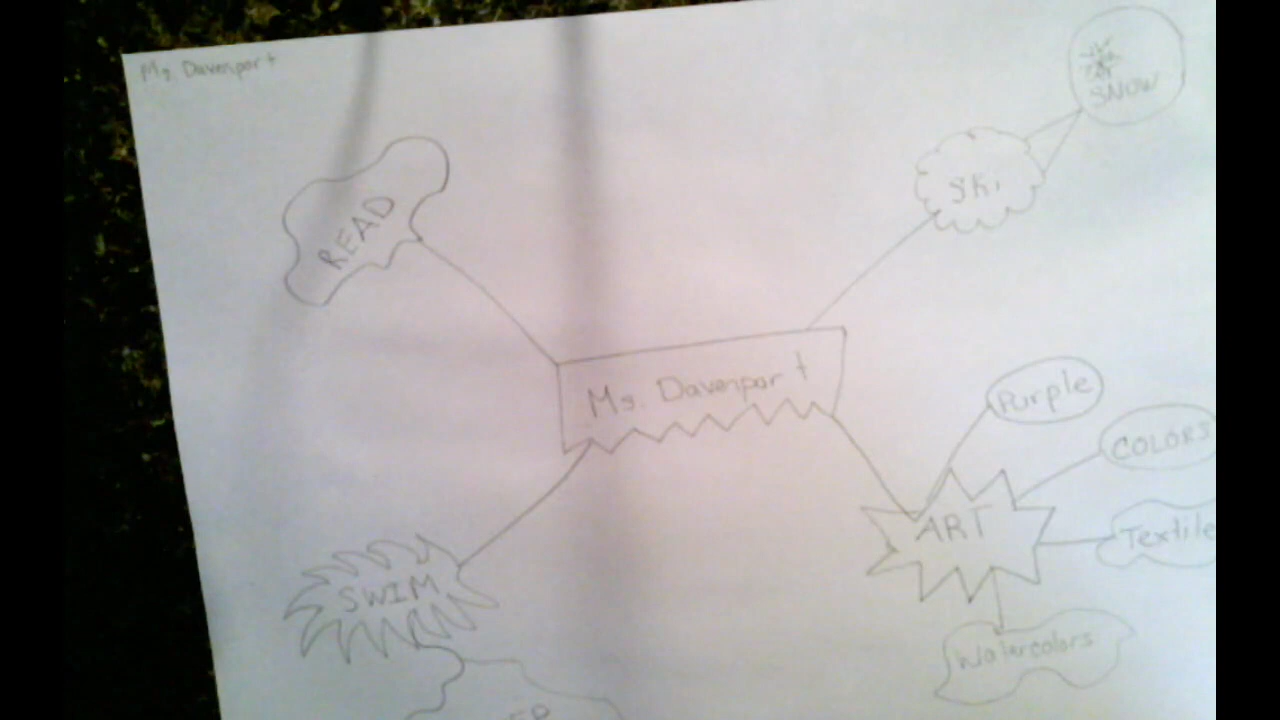 Ms. Davenport
SNOW
Ski
READ
Ms. Davenport
Purple
COLORS
Textile
ART
SWIM
Watercolors